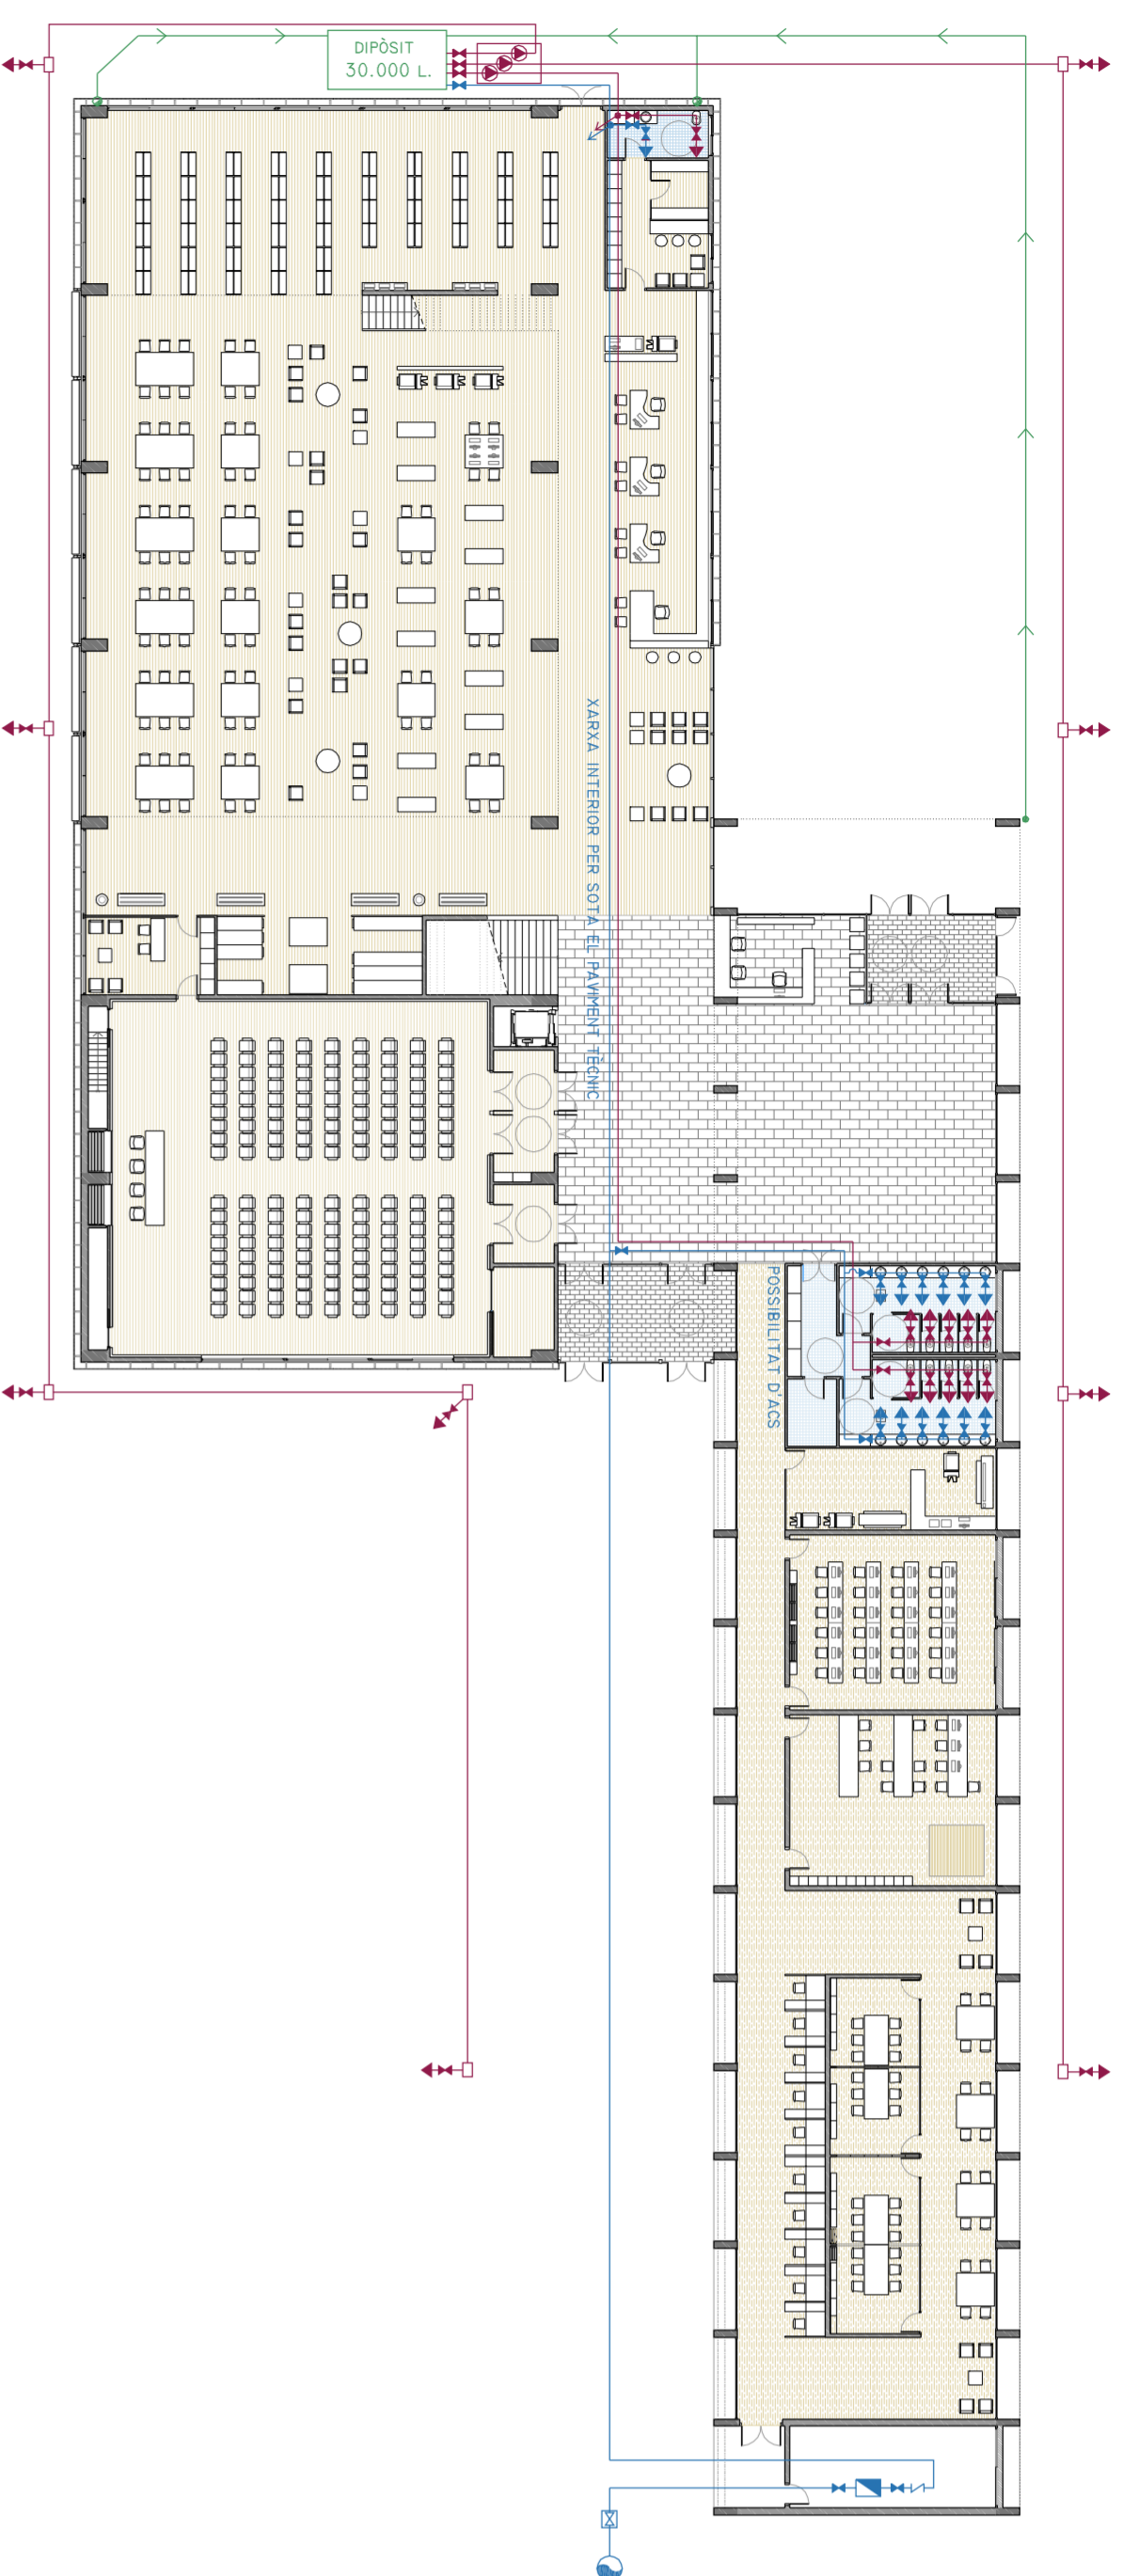 DIPÒSIT
30.000 L.
XARXA INTERIOR PER SOTA EL PAVIMENT TÈCNIC
POSSIBILITAT D'ACS